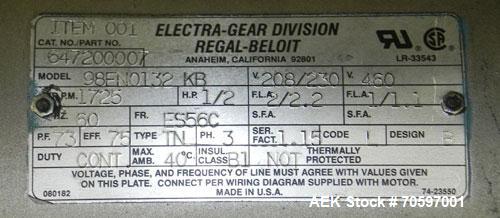 ITEM 001 ELECTRA-GEAR DIVISION
CAT. NO./PART NO. REGAL-BELOIT
647200007 ANAHEIM, CALIFORNIA 92801 LR-33543
MODEL 98EN0132 KB V. 208/230 V. 460
R.P.M. 1725 H.P. 1/2 F/L 2/2.2 F/L 1/1.1
HZ. 60 FR. ES56C S.F.A. S.F.A.
P.F. 73 EFF. 75 TYPE TN PH. 3 SER. FACT. 1.15 CODE DESIGN B
DUTY CONT MAX. AMB. 40°C INSUL CLASS B1 NOT THERMALLY PROTECTED
VOLTAGE, PHASE, AND FREQUENCY OF LINE MUST AGREE WITH VALUES GIVEN
ON THIS PLATE. CONNECT PER WIRING DIAGRAM SUPPLIED WITH MOTOR.
080182 MADE IN U.S.A. 74-23550
AEK Stock # 70597001